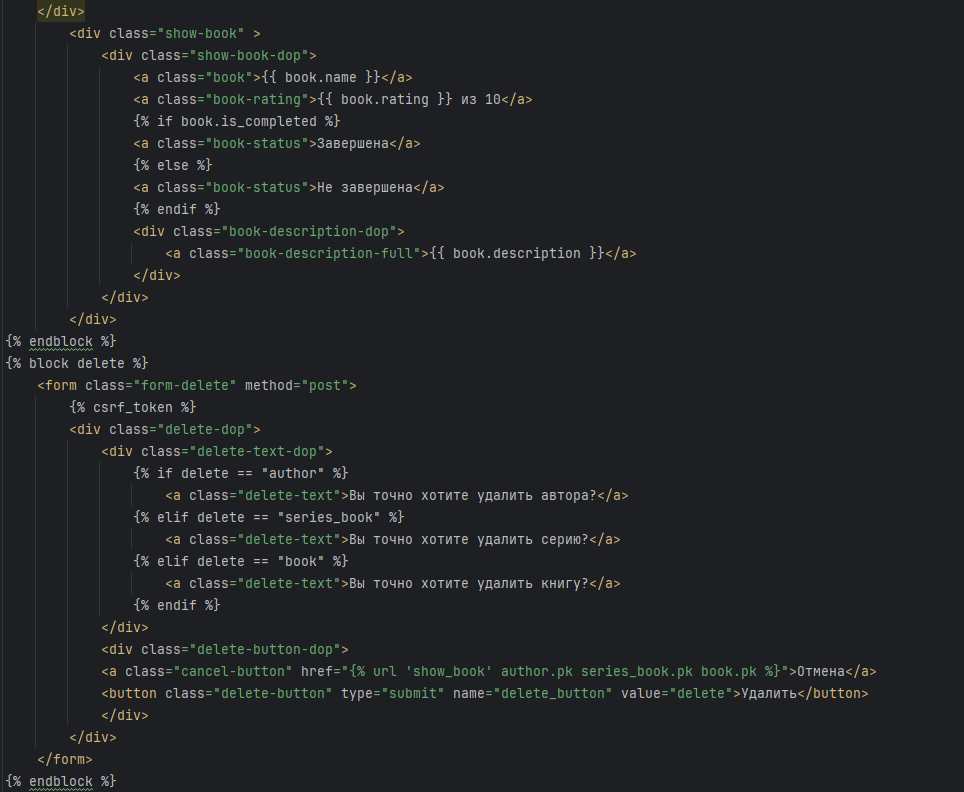 </div>
<div class="show-book" >
<div class="show-book-dop">
<a class="book">{{ book.name }}</a>
<a class="book-rating">{{ book.rating }} из 10</a>
{% if book.is_completed %}
<a class="book-status">Завершена</a>
{% else %}
<a class="book-status">Не завершена</a>
{% endif %}
<div class="book-description-dop">
<a class="book-description-full">{{ book.description }}</a>
</div>
</div>
</div>
{% endblock %}
{% block delete %}
<form class="form-delete" method="post">
{% csrf_token %}
<div class="delete-dop">
<div class="delete-text-dop">
{% if delete == "author" %}
<a class="delete-text">Вы точно хотите удалить автора?</a>
{% elif delete == "series_book" %}
<a class="delete-text">Вы точно хотите удалить серию?</a>
{% elif delete == "book" %}
<a class="delete-text">Вы точно хотите удалить книгу?</a>
{% endif %}
</div>
<div class="delete-button-dop">
<a class="cancel-button" href="{% url 'show_book' author.pk series_book.pk book.pk %}">Отмена</a>
<button class="delete-button" type="submit" name="delete_button" value="delete">Удалить</button>
</div>
</div>
</form>
{% endblock %}